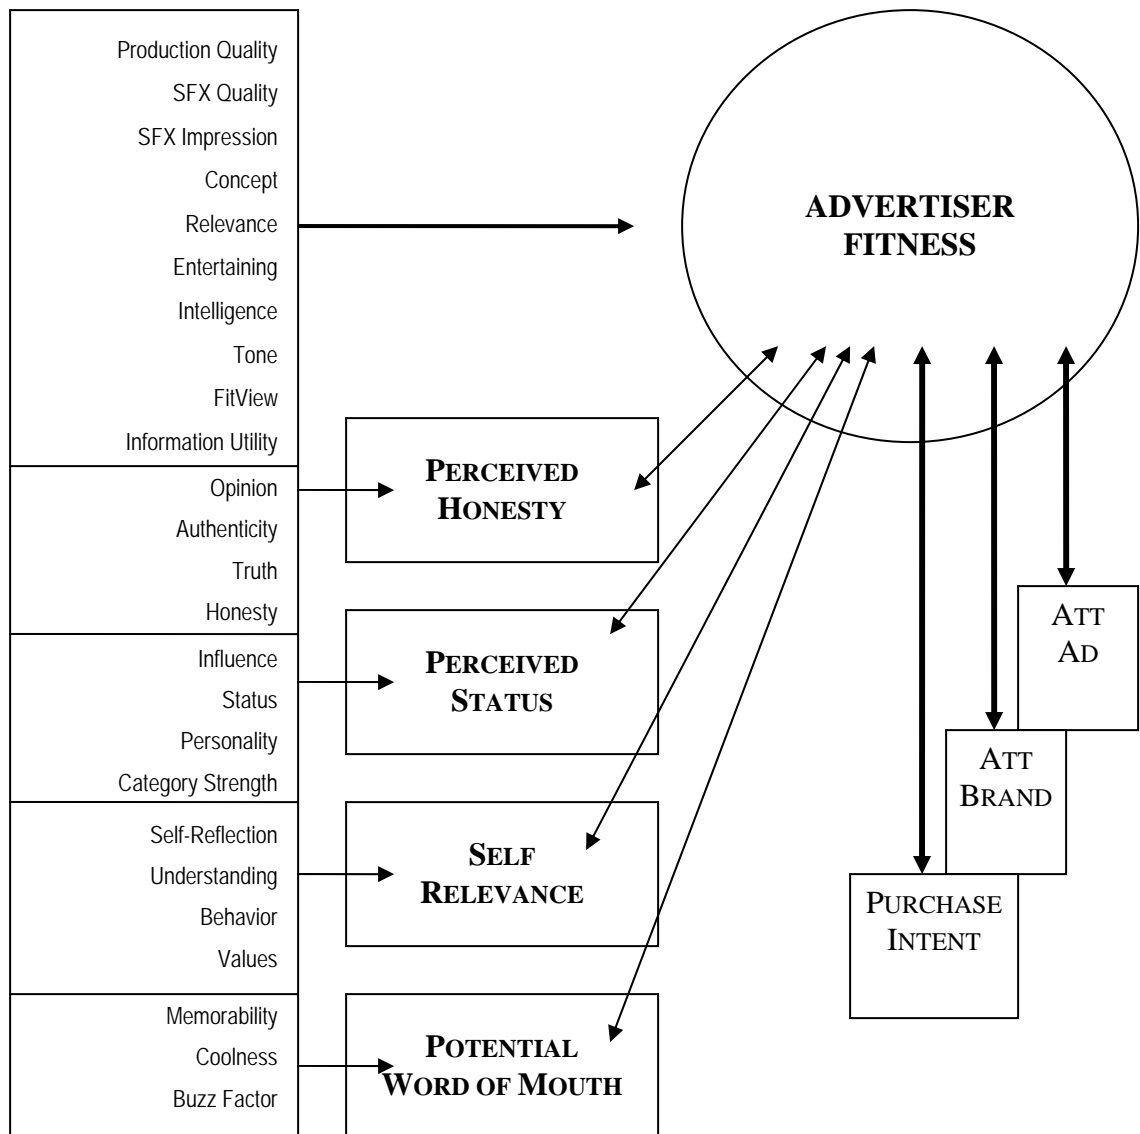 Production Quality
SFX Quality
SFX Impression
Concept
Relevance
Entertaining
Intelligence
Tone
FitView
Information Utility
Opinion
Authenticity
Truth
Honesty
Influence
Status
Personality
Category Strength
Self-Reflection
Understanding
Behavior
Values
Memorability
Coolness
Buzz Factor
PERCEIVED
HONESTY
PERCEIVED
STATUS
SELF
RELEVANCE
POTENTIAL
WORD OF MOUTH
ADVERTISER
FITNESS
ATT
AD
ATT
BRAND
PURCHASE
INTENT